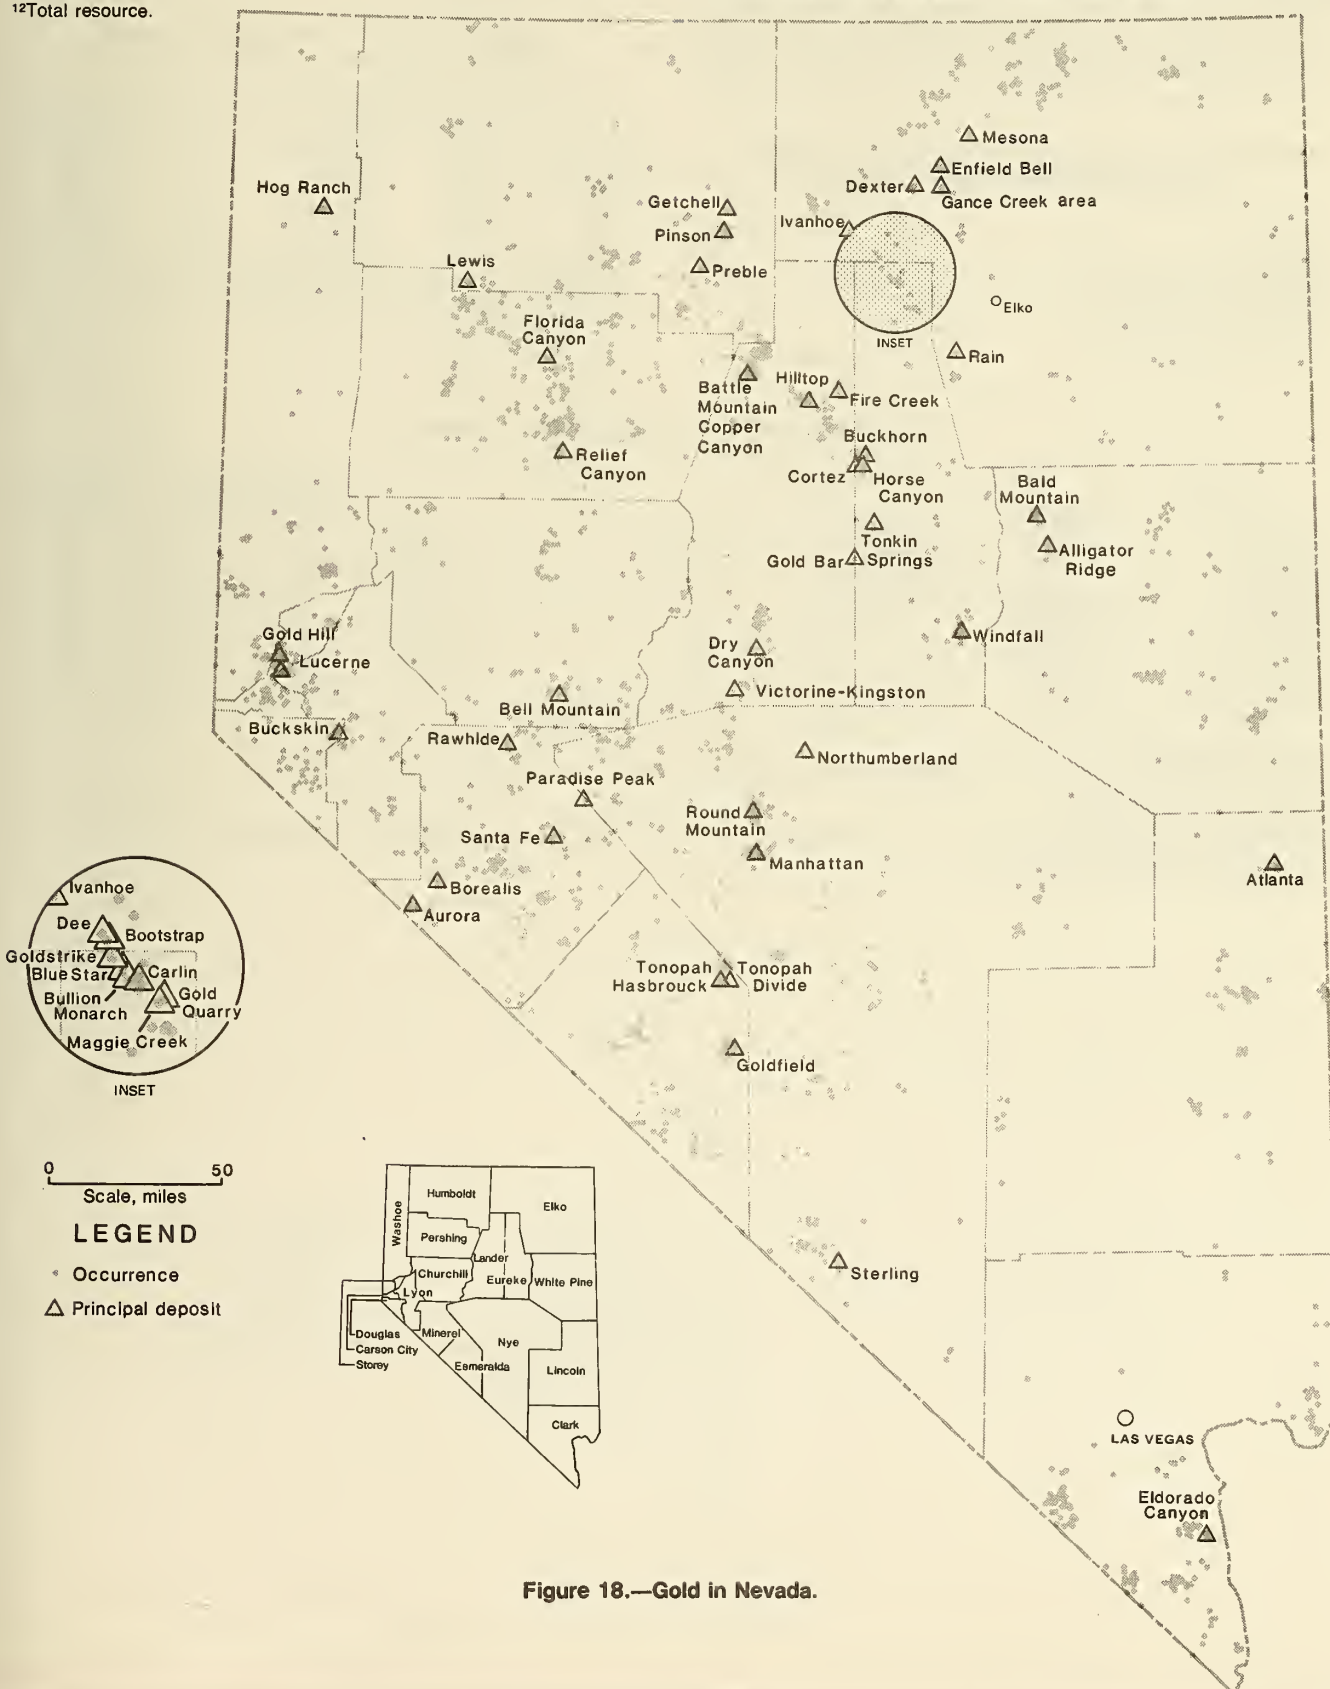 12Total resource.
Mesona
Enfield Bell
Dexter
Gance Creek area
Hog Ranch
Getchell
Pinson
Ivanhoe
Lewis
Preble
Elko
Florida
Canyon
INSET
Rain
Battle
Mountain
Copper
Canyon
Hilltop
Fire Creek
Buckhorn
Relief
Canyon
Cortez
Horse
Canyon
Bald
Mountain
Tonkin
Springs
Gold Bar
Alligator
Ridge
Gold Hill
Lucerne
Dry
Canyon
Windfall
Victorine-Kingston
Bell Mountain
Buckskin
Rawhide
Northumberland
Paradise Peak
Round
Mountain
Santa Fe
Manhattan
Atlanta
Borealis
Aurora
Ivanhoe
Dee
Bootstrap
Goldstrike
Blue Star
Carlin
Bullion
Monarch
Gold
Quarry
Maggie Creek
INSET
Tonopah
Hasbrouck
Tonopah
Divide
Goldfield
0 50
Scale, miles
LEGEND
Occurrence
Principal deposit
Sterling
Washoe
Humboldt
Elko
Pershing
Lander
Churchill
Eureke
White Pine
Lyon
Douglas
Carson City
Storey
Minerel
Nye
Esmeralda
Lincoln
Clark
LAS VEGAS
Eldorado
Canyon
Figure 18.—Gold in Nevada.